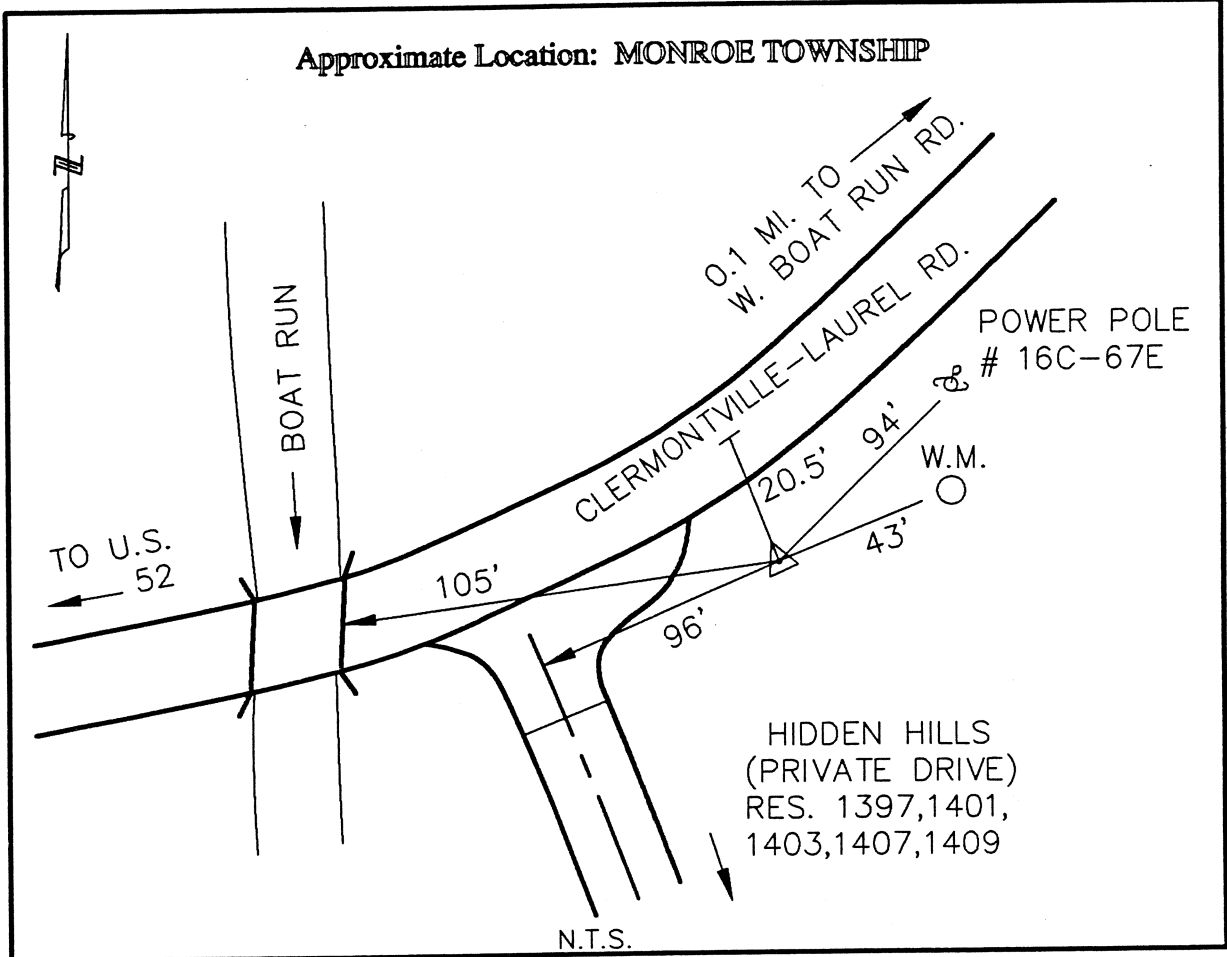 Approximate Location: MONROE TOWNSHIP
N
0.1 MI. TO
W. BOAT RUN RD.
CLERMONTVILLE-LAUREL RD.
POWER POLE
# 16C-67E
BOAT RUN
94'
20.5'
W.M.
43'
TO U.S.
52
105'
96'
HIDDEN HILLS
(PRIVATE DRIVE)
RES. 1397,1401,
1403,1407,1409
N.T.S.